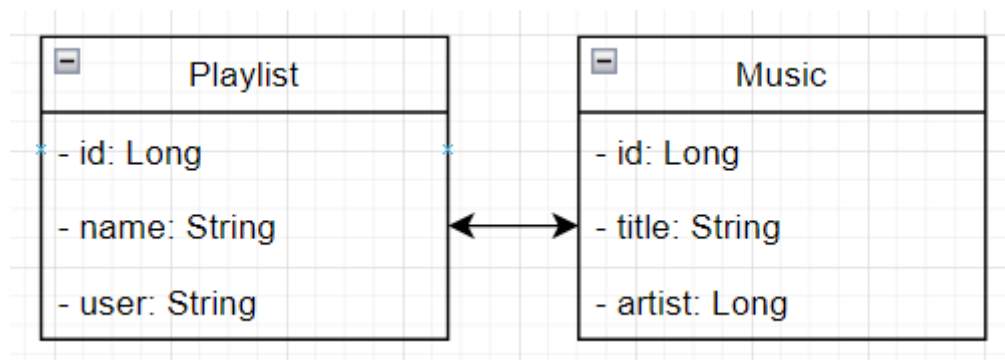 Playlist
- id: Long
- name: String
- user: String
Music
- id: Long
- title: String
- artist: Long